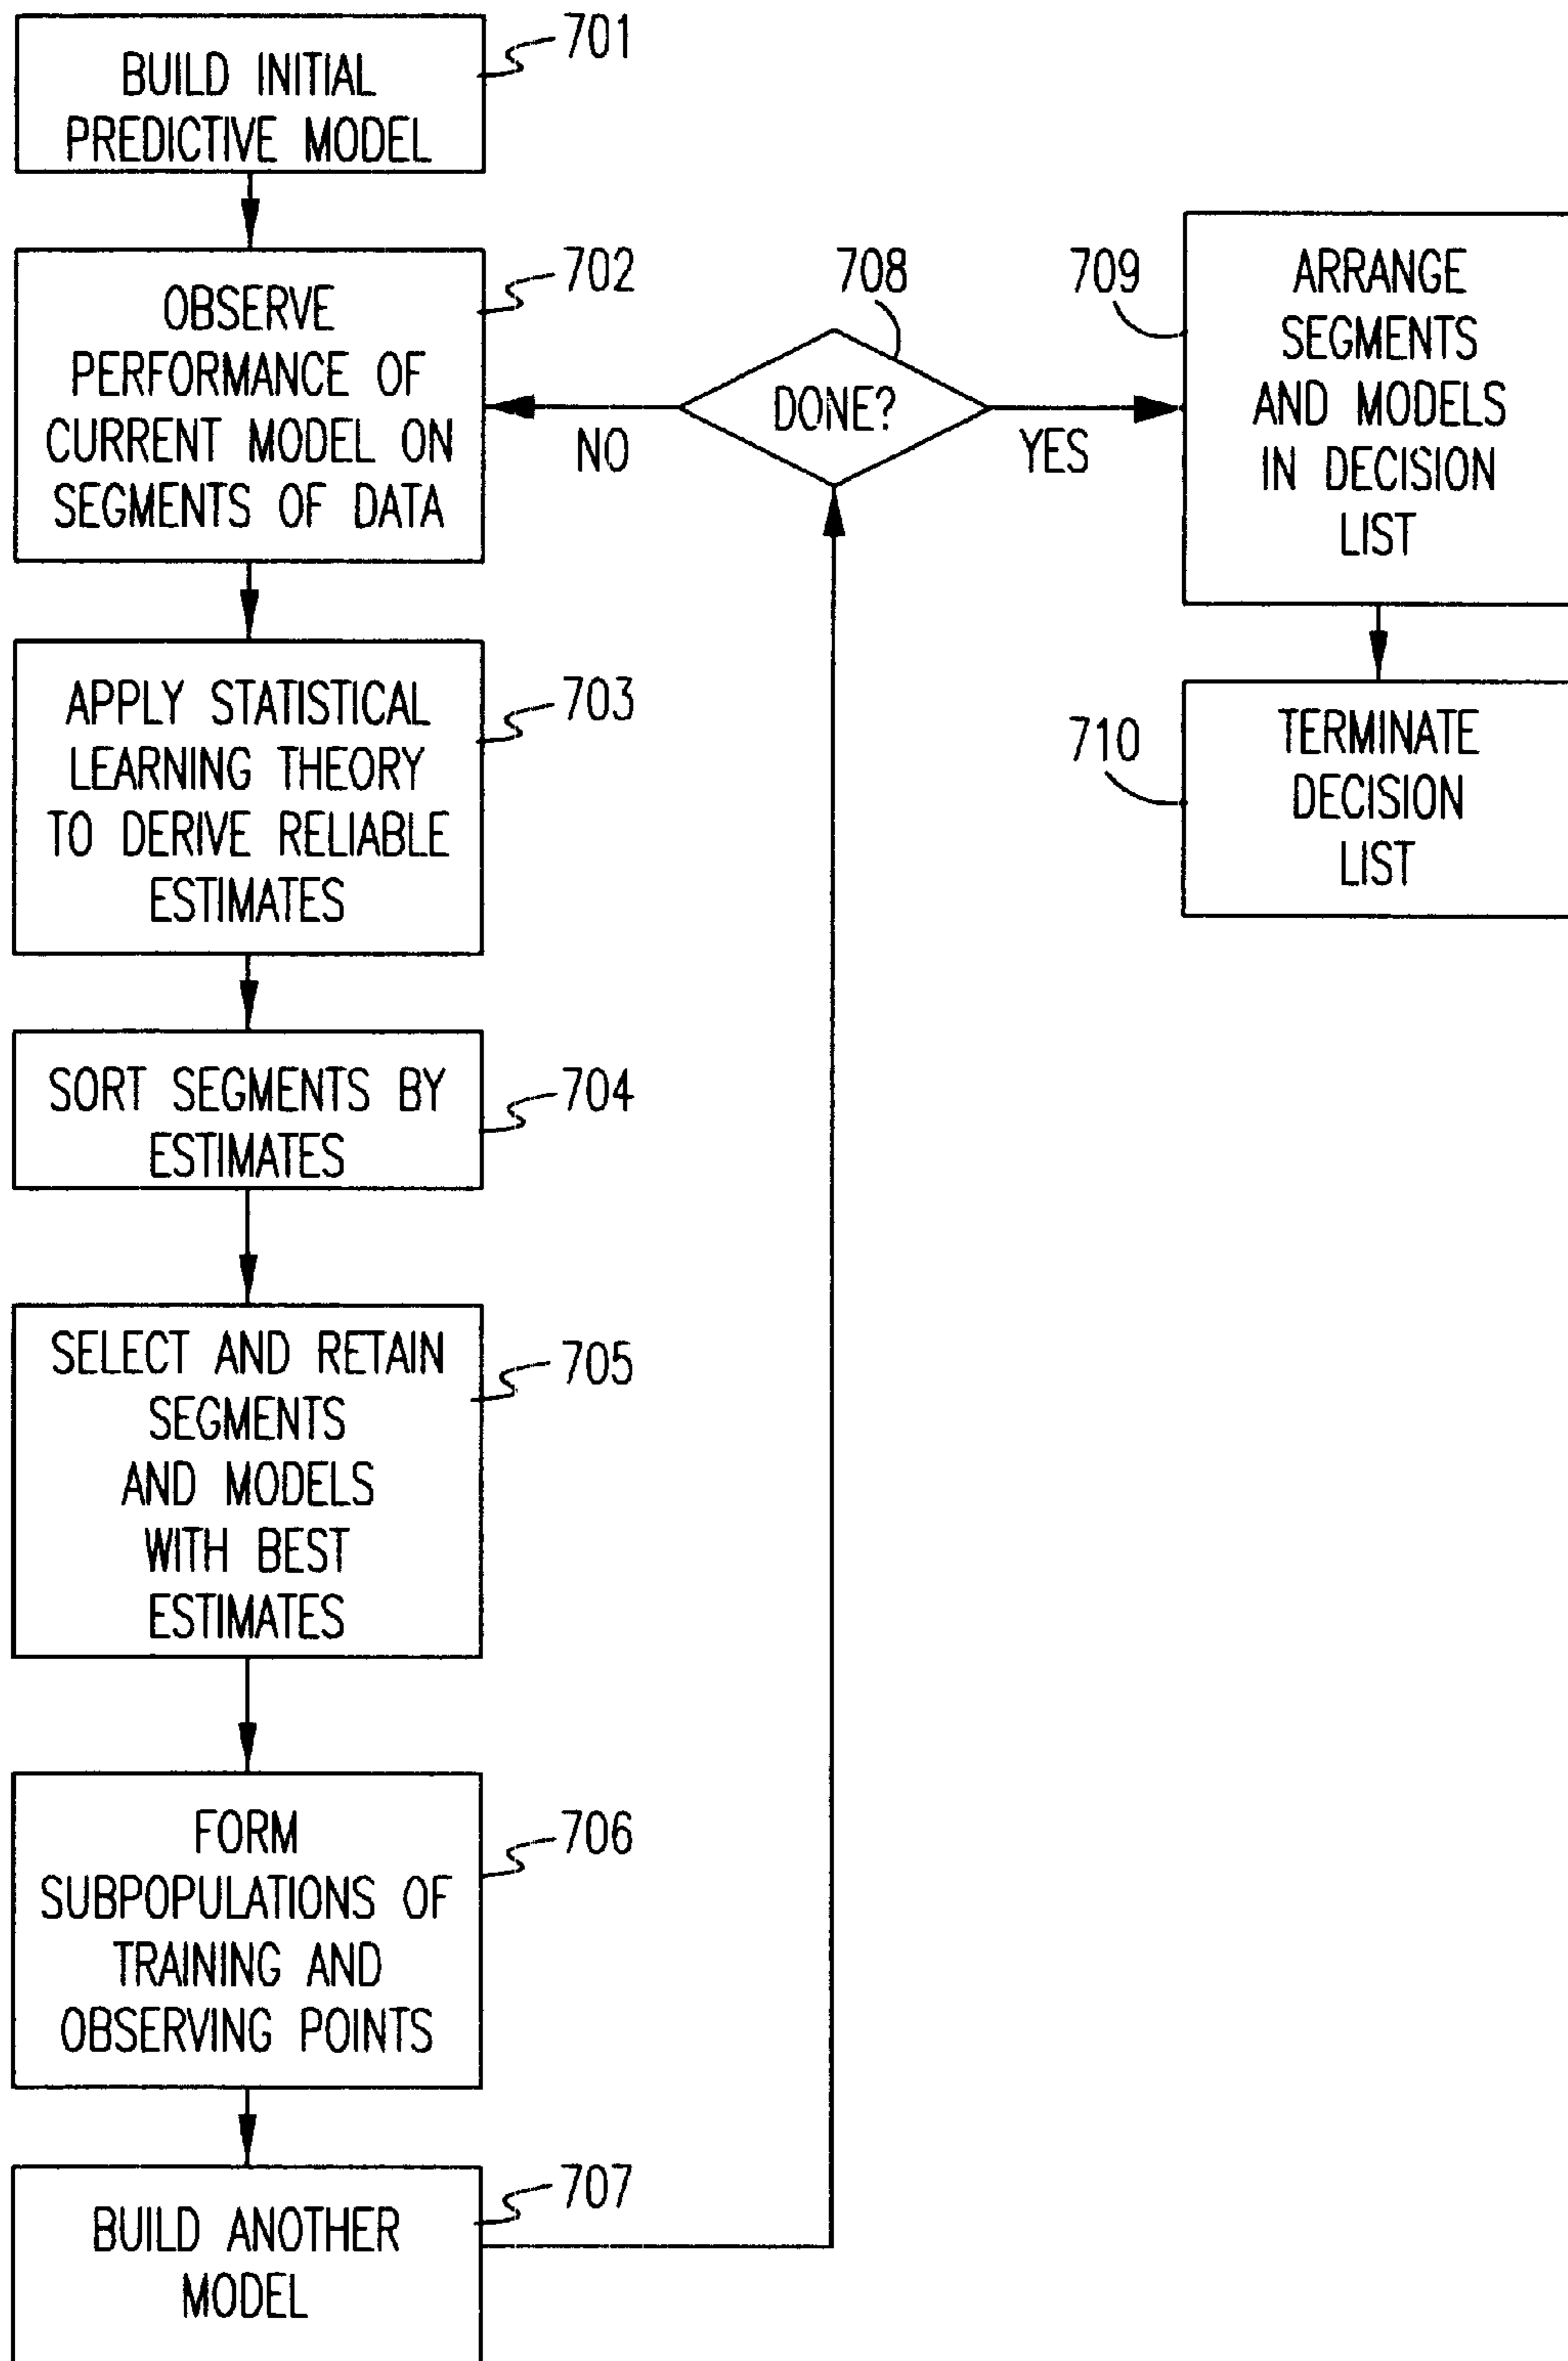 BUILD INITIAL
PREDICTIVE MODEL
701
OBSERVE
PERFORMANCE OF
CURRENT MODEL ON
SEGMENTS OF DATA
702
APPLY STATISTICAL
LEARNING THEORY
TO DERIVE RELIABLE
ESTIMATES
703
SORT SEGMENTS BY
ESTIMATES
704
SELECT AND RETAIN
SEGMENTS
AND MODELS
WITH BEST
ESTIMATES
705
FORM
SUBPOPULATIONS OF
TRAINING AND
OBSERVING POINTS
706
BUILD ANOTHER
MODEL
707
708
DONE?
NO
YES
709
ARRANGE
SEGMENTS
AND MODELS
IN DECISION
LIST
710
TERMINATE
DECISION
LIST